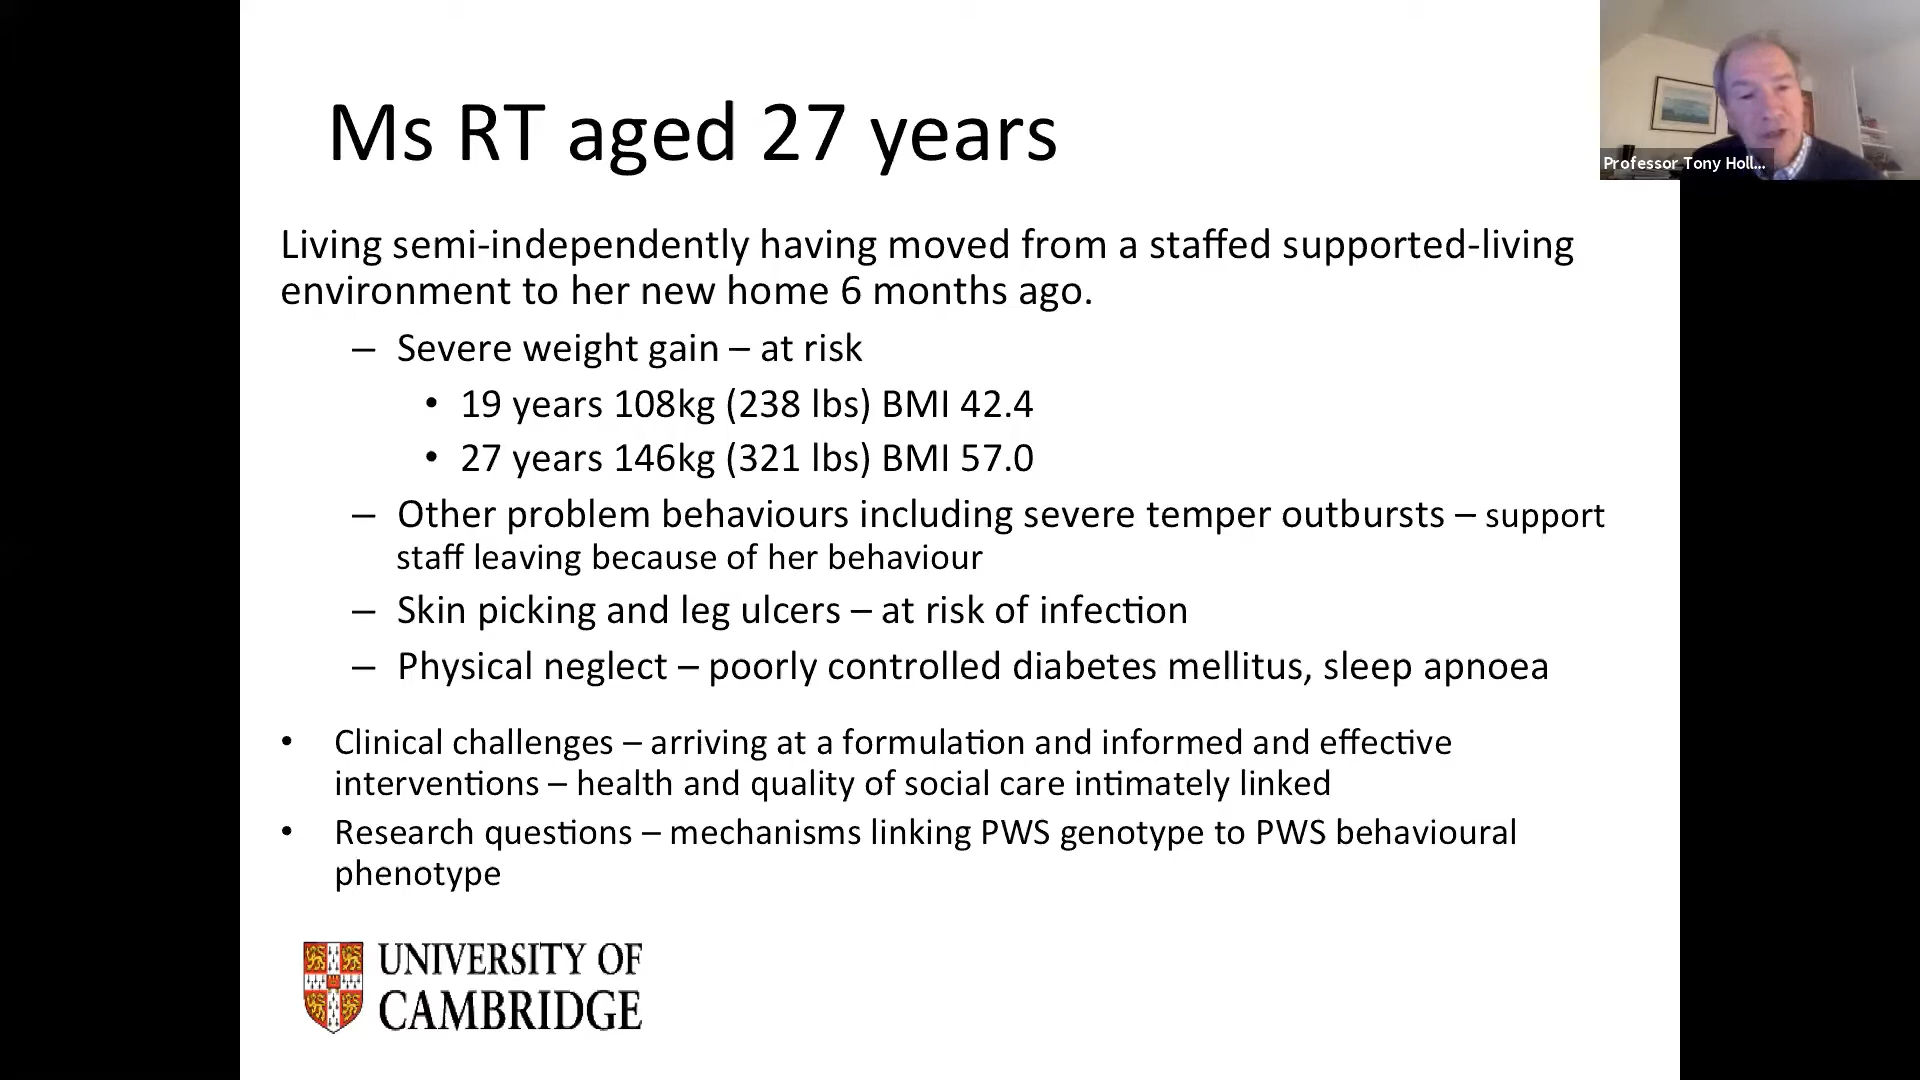 Ms RT aged 27 years
Professor Tony Holl...
Living semi-independently having moved from a staffed supported-living
environment to her new home 6 months ago.
– Severe weight gain – at risk
• 19 years 108kg (238 lbs) BMI 42.4
• 27 years 146kg (321 lbs) BMI 57.0
– Other problem behaviours including severe temper outbursts – support
staff leaving because of her behaviour
– Skin picking and leg ulcers – at risk of infection
– Physical neglect – poorly controlled diabetes mellitus, sleep apnoea
• Clinical challenges – arriving at a formulation and informed and effective
interventions – health and quality of social care intimately linked
• Research questions – mechanisms linking PWS genotype to PWS behavioural
phenotype
UNIVERSITY OF
CAMBRIDGE